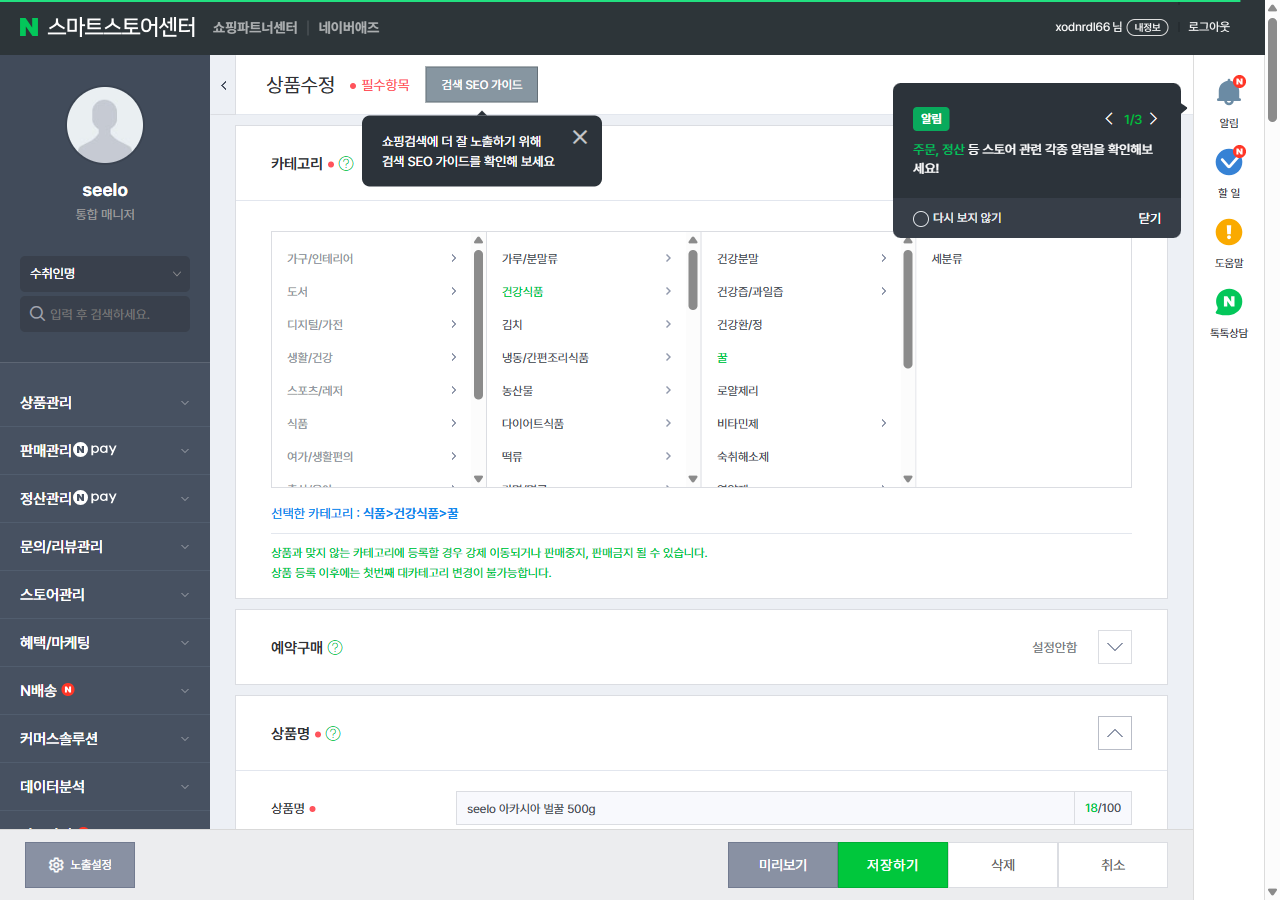 N 스마트스토어센터
쇼핑파트너센터
네이버애즈
xodnrdl66 님
내정보
로그아웃
seelo
통합 매니저
수취인명
입력 후 검색하세요.
상품관리
판매관리 N pay
정산관리 N pay
문의/리뷰관리
스토어관리
혜택/마케팅
N배송 N
커머스솔루션
데이터분석
상품수정
필수항목
검색 SEO 가이드
쇼핑검색에 더 잘 노출하기 위해
검색 SEO 가이드를 확인해 보세요
알림
1/3
주문, 정산 등 스토어 관련 각종 알림을 확인해보
세요!
다시 보지 않기
닫기
카테고리 ?
가구/인테리어
도서
디지털/가전
생활/건강
스포츠/레저
식품
여가/생활편의
가루/분말류
건강식품
김치
냉동/간편조리식품
농산물
다이어트식품
떡류
건강분말
건강즙/과일즙
건강환/정
꿀
로얄제리
비타민제
숙취해소제
세분류
선택한 카테고리 : 식품>건강식품>꿀
상품과 맞지 않는 카테고리에 등록할 경우 강제 이동되거나 판매중지, 판매금지 될 수 있습니다.
상품 등록 이후에는 첫번째 대카테고리 변경이 불가능합니다.
예약구매 ?
설정안함
상품명 ?
상품명
seelo 아카시아 벌꿀 500g
18/100
노출설정
미리보기
저장하기
삭제
취소
N
알림
N
할 일
도움말
N
톡톡상담